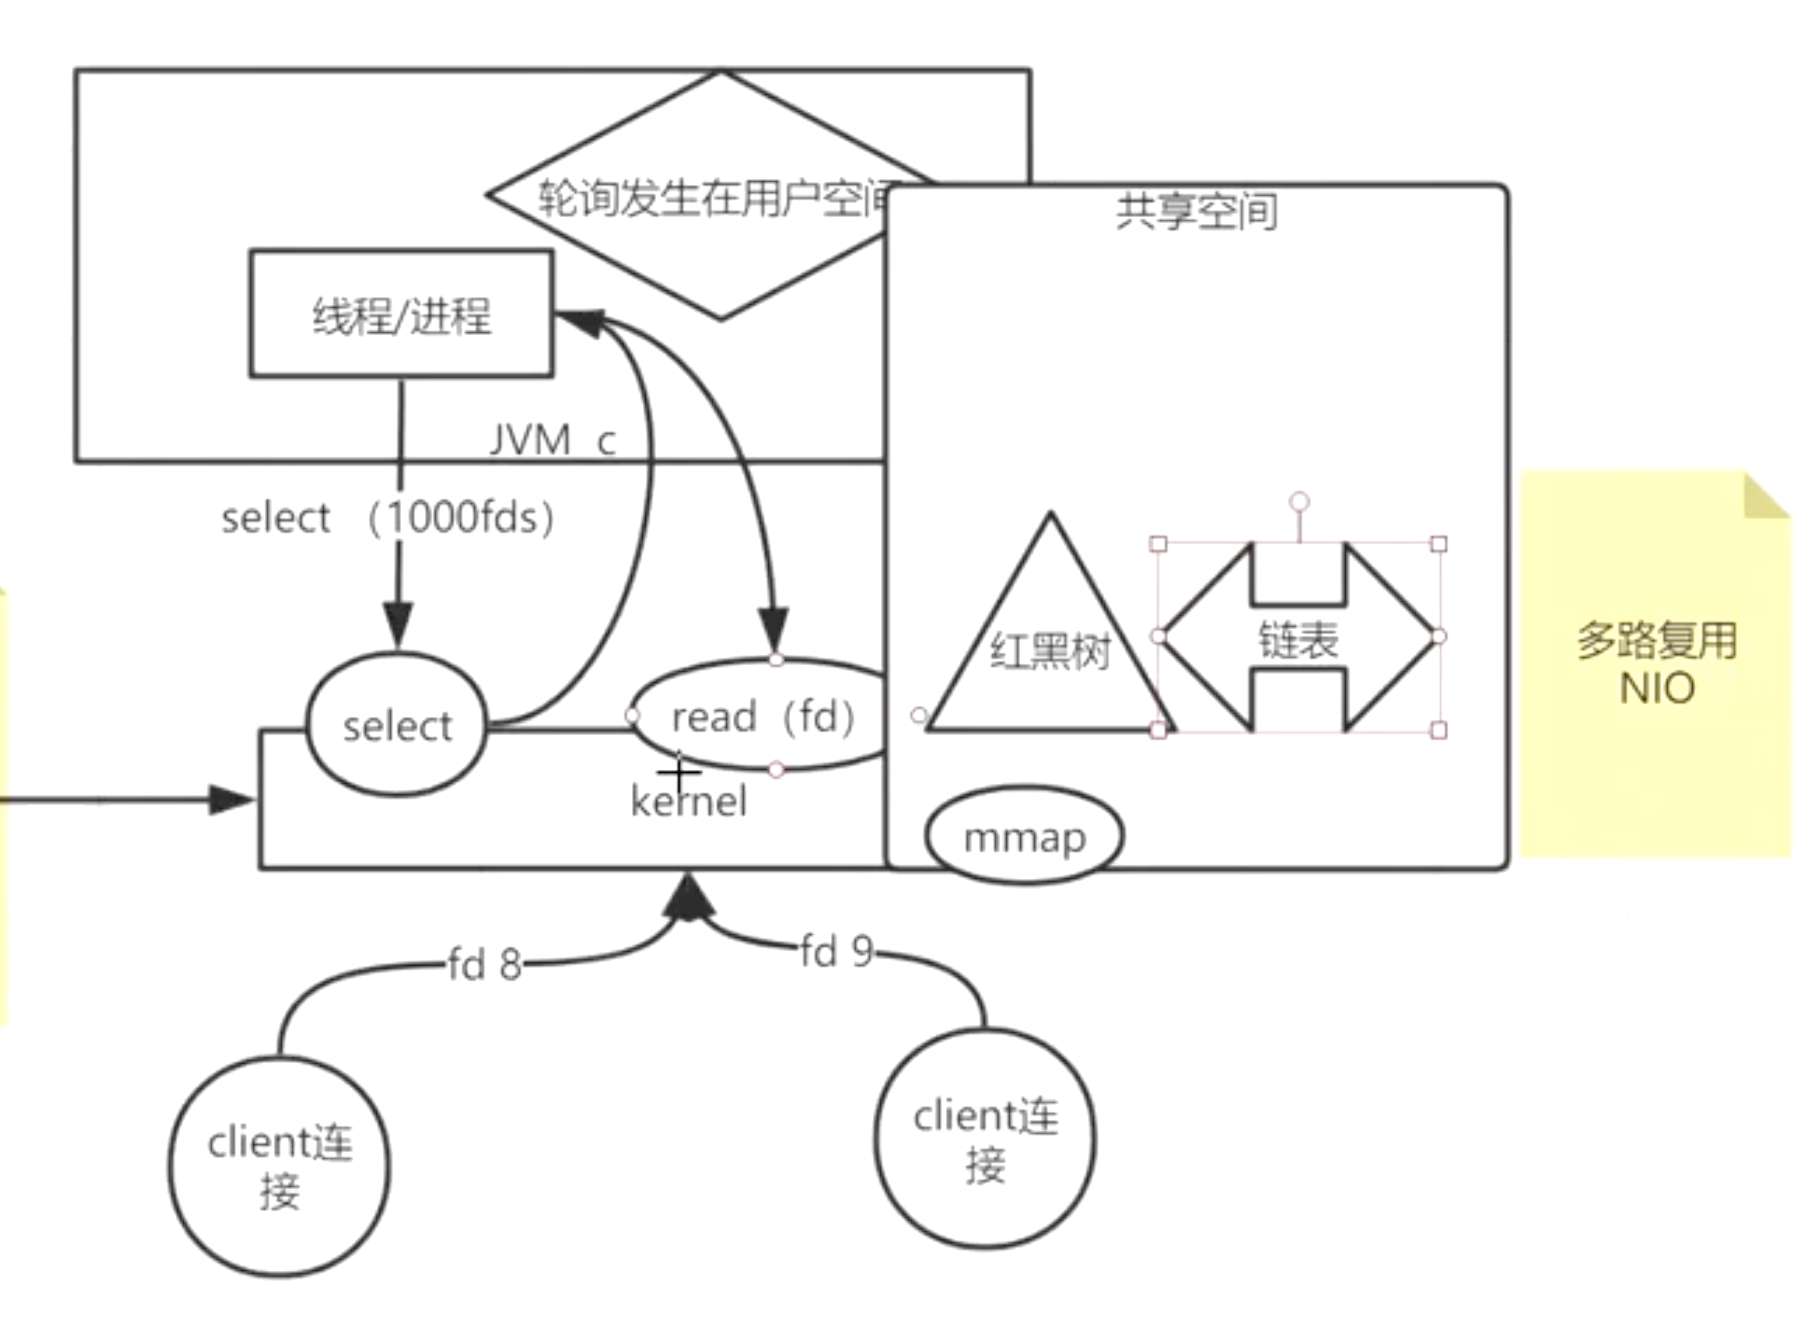 轮询发生在用户空间
共享空间
线程/进程
JVM c
select （1000fds）
红黑树
链表
多路复用
NIO
select
read（fd）
kernel
mmap
fd 8
fd 9
client连
接
client连
接